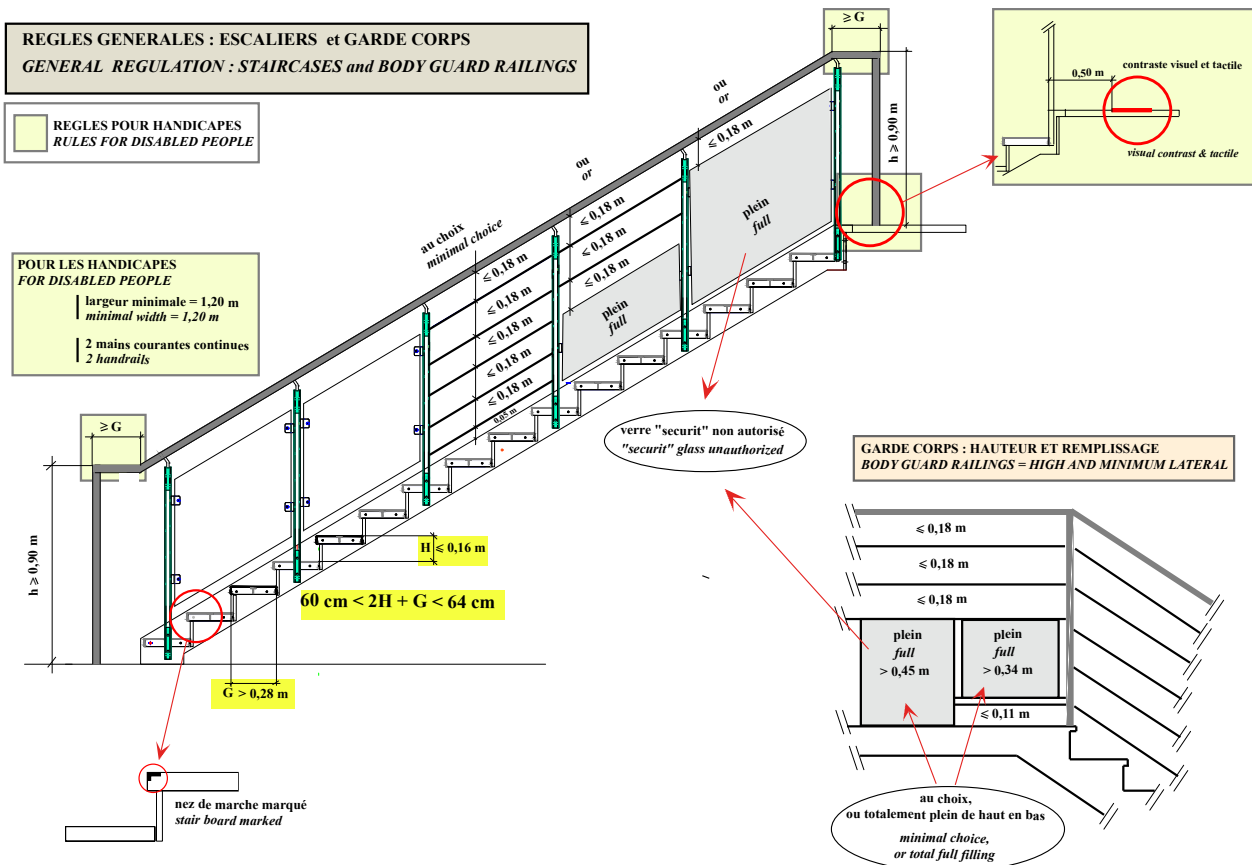 REGLES GENERALES : ESCALIERS et GARDE CORPS
GENERAL REGULATION : STAIRCASES and BODY GUARD RAILINGS
REGLES POUR HANDICAPES
RULES FOR DISABLED PEOPLE
≥ G
h ≥ 0,90 m
0,50 m
contraste visuel et tactile
visual contrast & tactile
ou
or
≤ 0,18 m
plein
full
ou
or
≤ 0,18 m
≤ 0,18 m
≤ 0,18 m
plein
full
au choix
minimal choice
≤ 0,18 m
≤ 0,18 m
≤ 0,18 m
≤ 0,18 m
≤ 0,18 m
0,05 m
POUR LES HANDICAPES
FOR DISABLED PEOPLE
largeur minimale = 1,20 m
minimal width = 1,20 m
2 mains courantes continues
2 handrails
≥ G
h ≥ 0,90 m
H ≤ 0,16 m
60 cm < 2H + G < 64 cm
G > 0,28 m
nez de marche marqué
stair board marked
verre "securit" non autorisé
"securit" glass unauthorized
GARDE CORPS : HAUTEUR ET REMPLISSAGE
BODY GUARD RAILINGS = HIGH AND MINIMUM LATERAL
≤ 0,18 m
≤ 0,18 m
≤ 0,18 m
plein
full
> 0,45 m
plein
full
> 0,34 m
≤ 0,11 m
au choix,
ou totalement plein de haut en bas
minimal choice,
or total full filling